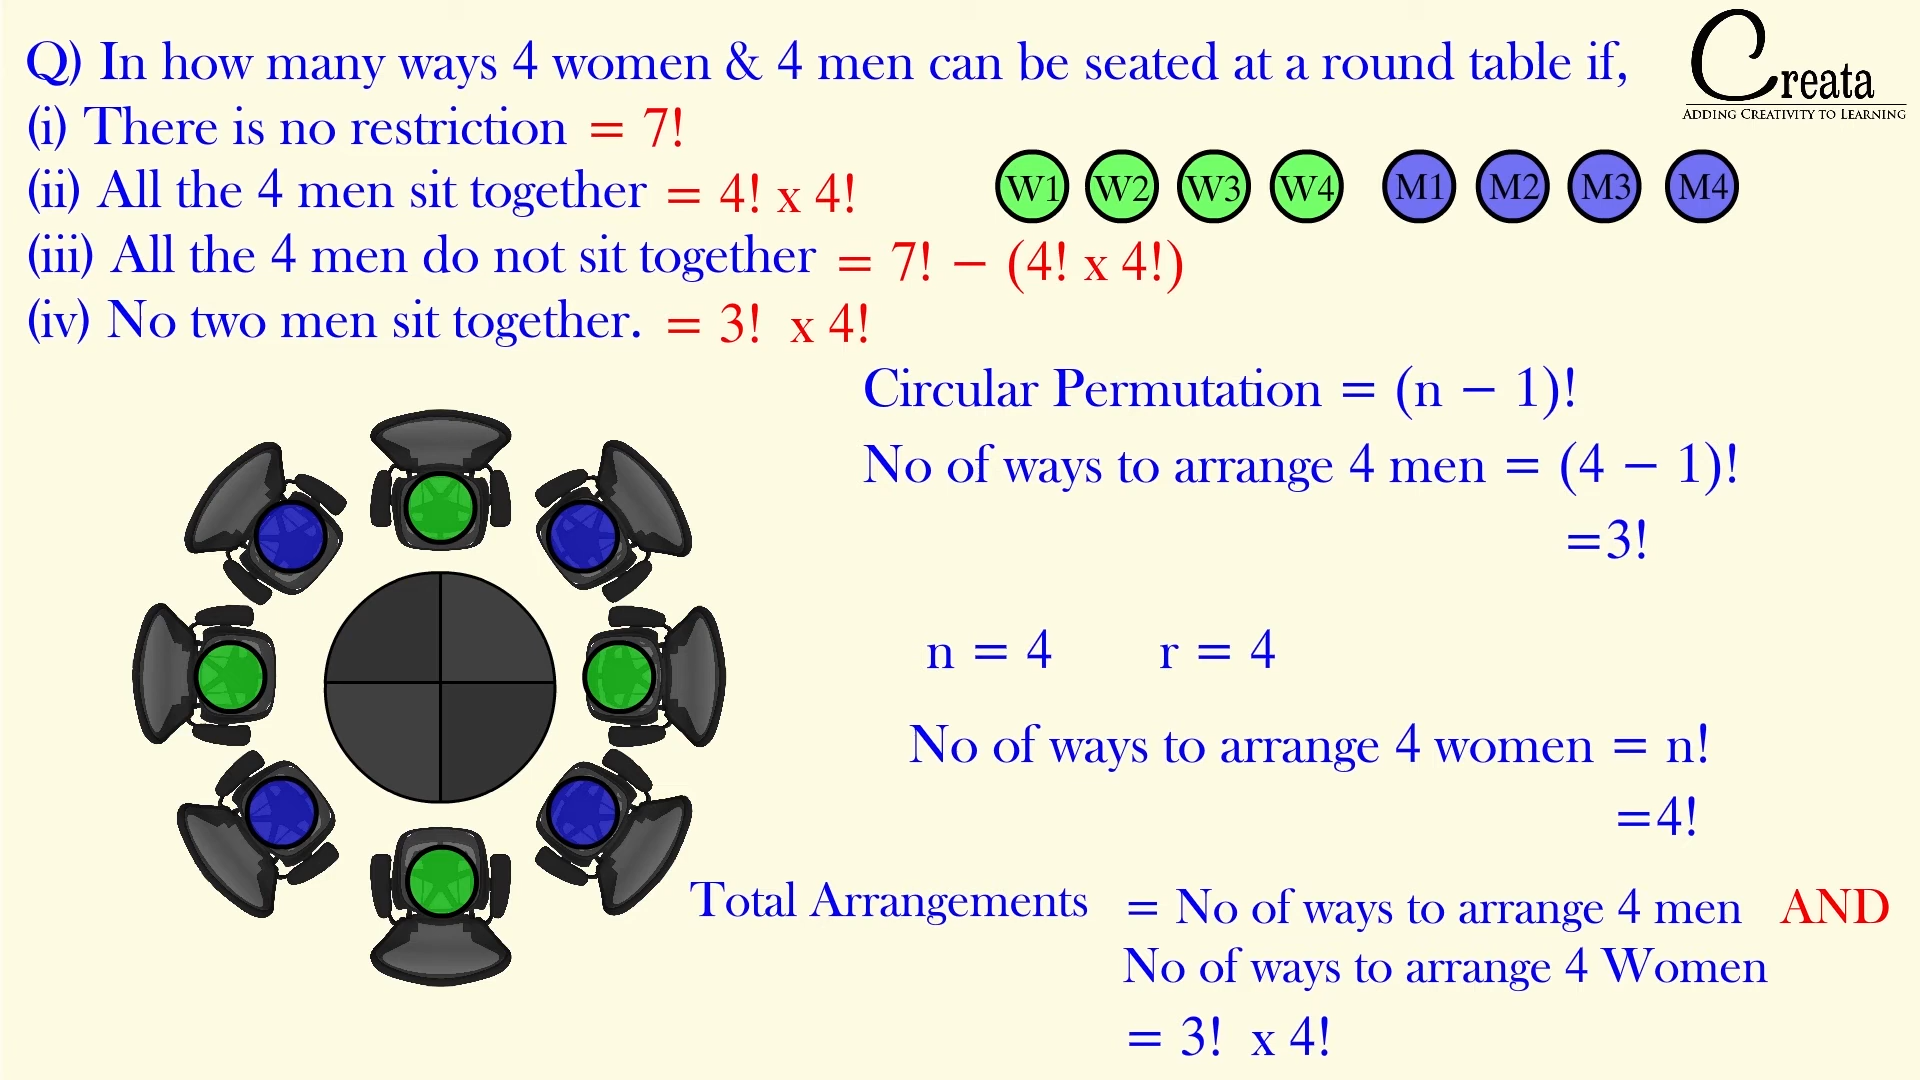 Q) In how many ways 4 women & 4 men can be seated at a round table if,
Creata
ADDING CREATIVITY TO LEARNING
(i) There is no restriction = 7!
(ii) All the 4 men sit together = 4! x 4!
W1 W2 W3 W4 M1 M2 M3 M4
(iii) All the 4 men do not sit together = 7! − (4! x 4!)
(iv) No two men sit together. = 3! x 4!
Circular Permutation = (n − 1)!
No of ways to arrange 4 men = (4 − 1)!
=3!
n = 4 r = 4
No of ways to arrange 4 women = n!
=4!
Total Arrangements = No of ways to arrange 4 men AND
No of ways to arrange 4 Women
= 3! x 4!